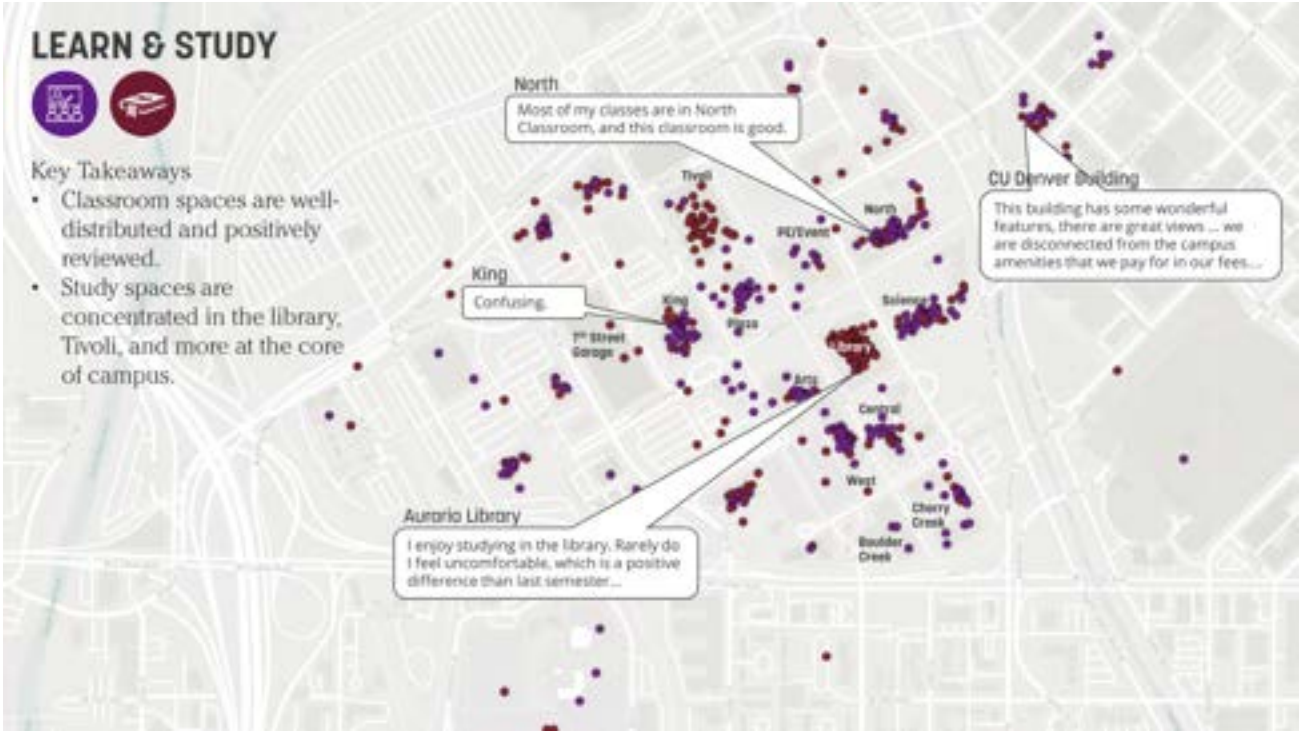 LEARN & STUDY
Key Takeaways
• Classroom spaces are well-
distributed and positively
reviewed.
• Study spaces are
concentrated in the library,
Tivoli, and more at the core
of campus.
North
Most of my classes are in North
Classroom, and this classroom is good.
CU Denver Building
This building has some wonderful
features, there are great views ... we
are disconnected from the campus
amenities that we pay for in our fees....
Tivoli
North
PE/Event
King
Confusing.
King
Plaza
Science
7th Street
Garage
Library
Arts
Central
West
Cherry
Creek
Boulder
Creek
Auraria Library
I enjoy studying in the library. Rarely do
I feel uncomfortable, which is a positive
difference than last semester...